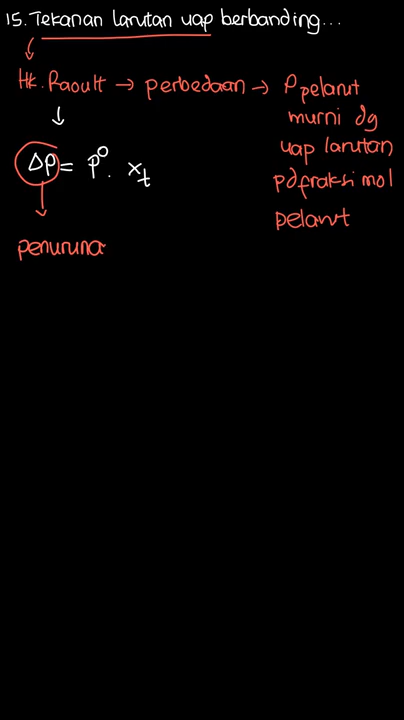 15. Tekanan larutan uap berbanding...
Hk. Raoult → perbedaan → P pelarut
murni dg
uap larutan
pd fraksi mol
pelarut
ΔP = P°. xt
penuruna